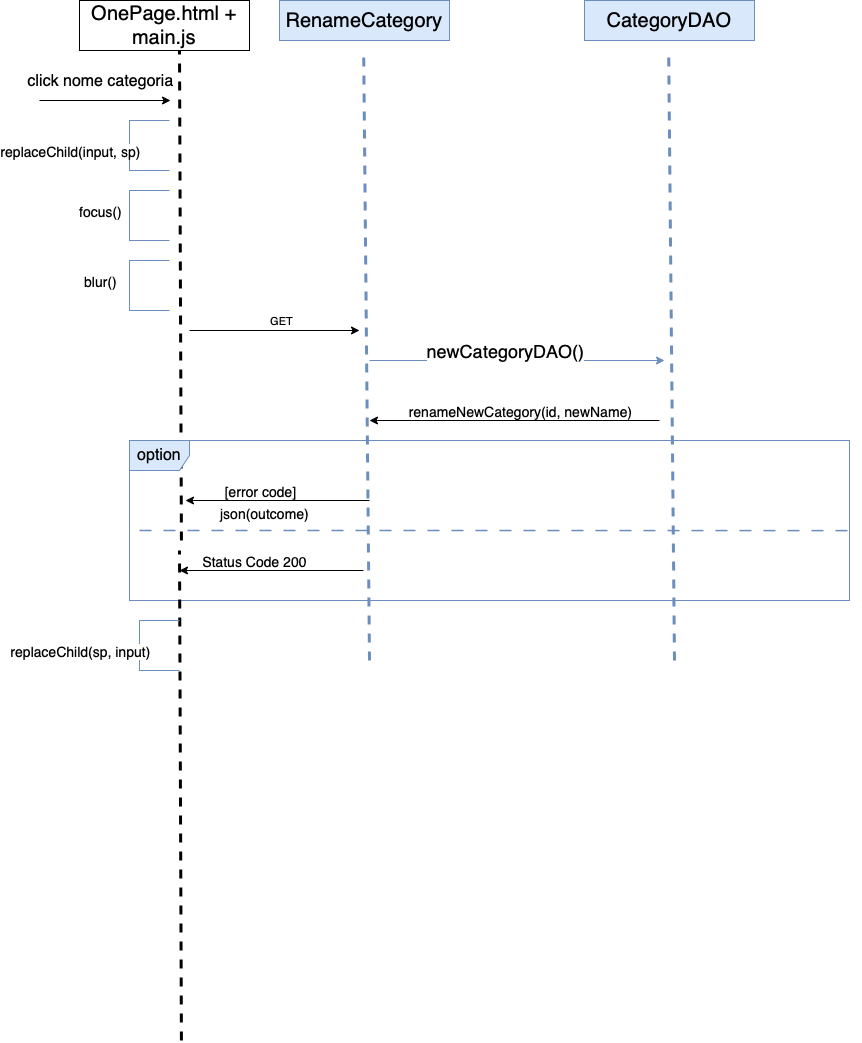 OnePage.html +
main.js
RenameCategory
CategoryDAO
click nome categoria
replaceChild(input, sp)
focus()
blur()
GET
newCategoryDAO()
renameNewCategory(id, newName)
option
[error code]
json(outcome)
Status Code 200
replaceChild(sp, input)